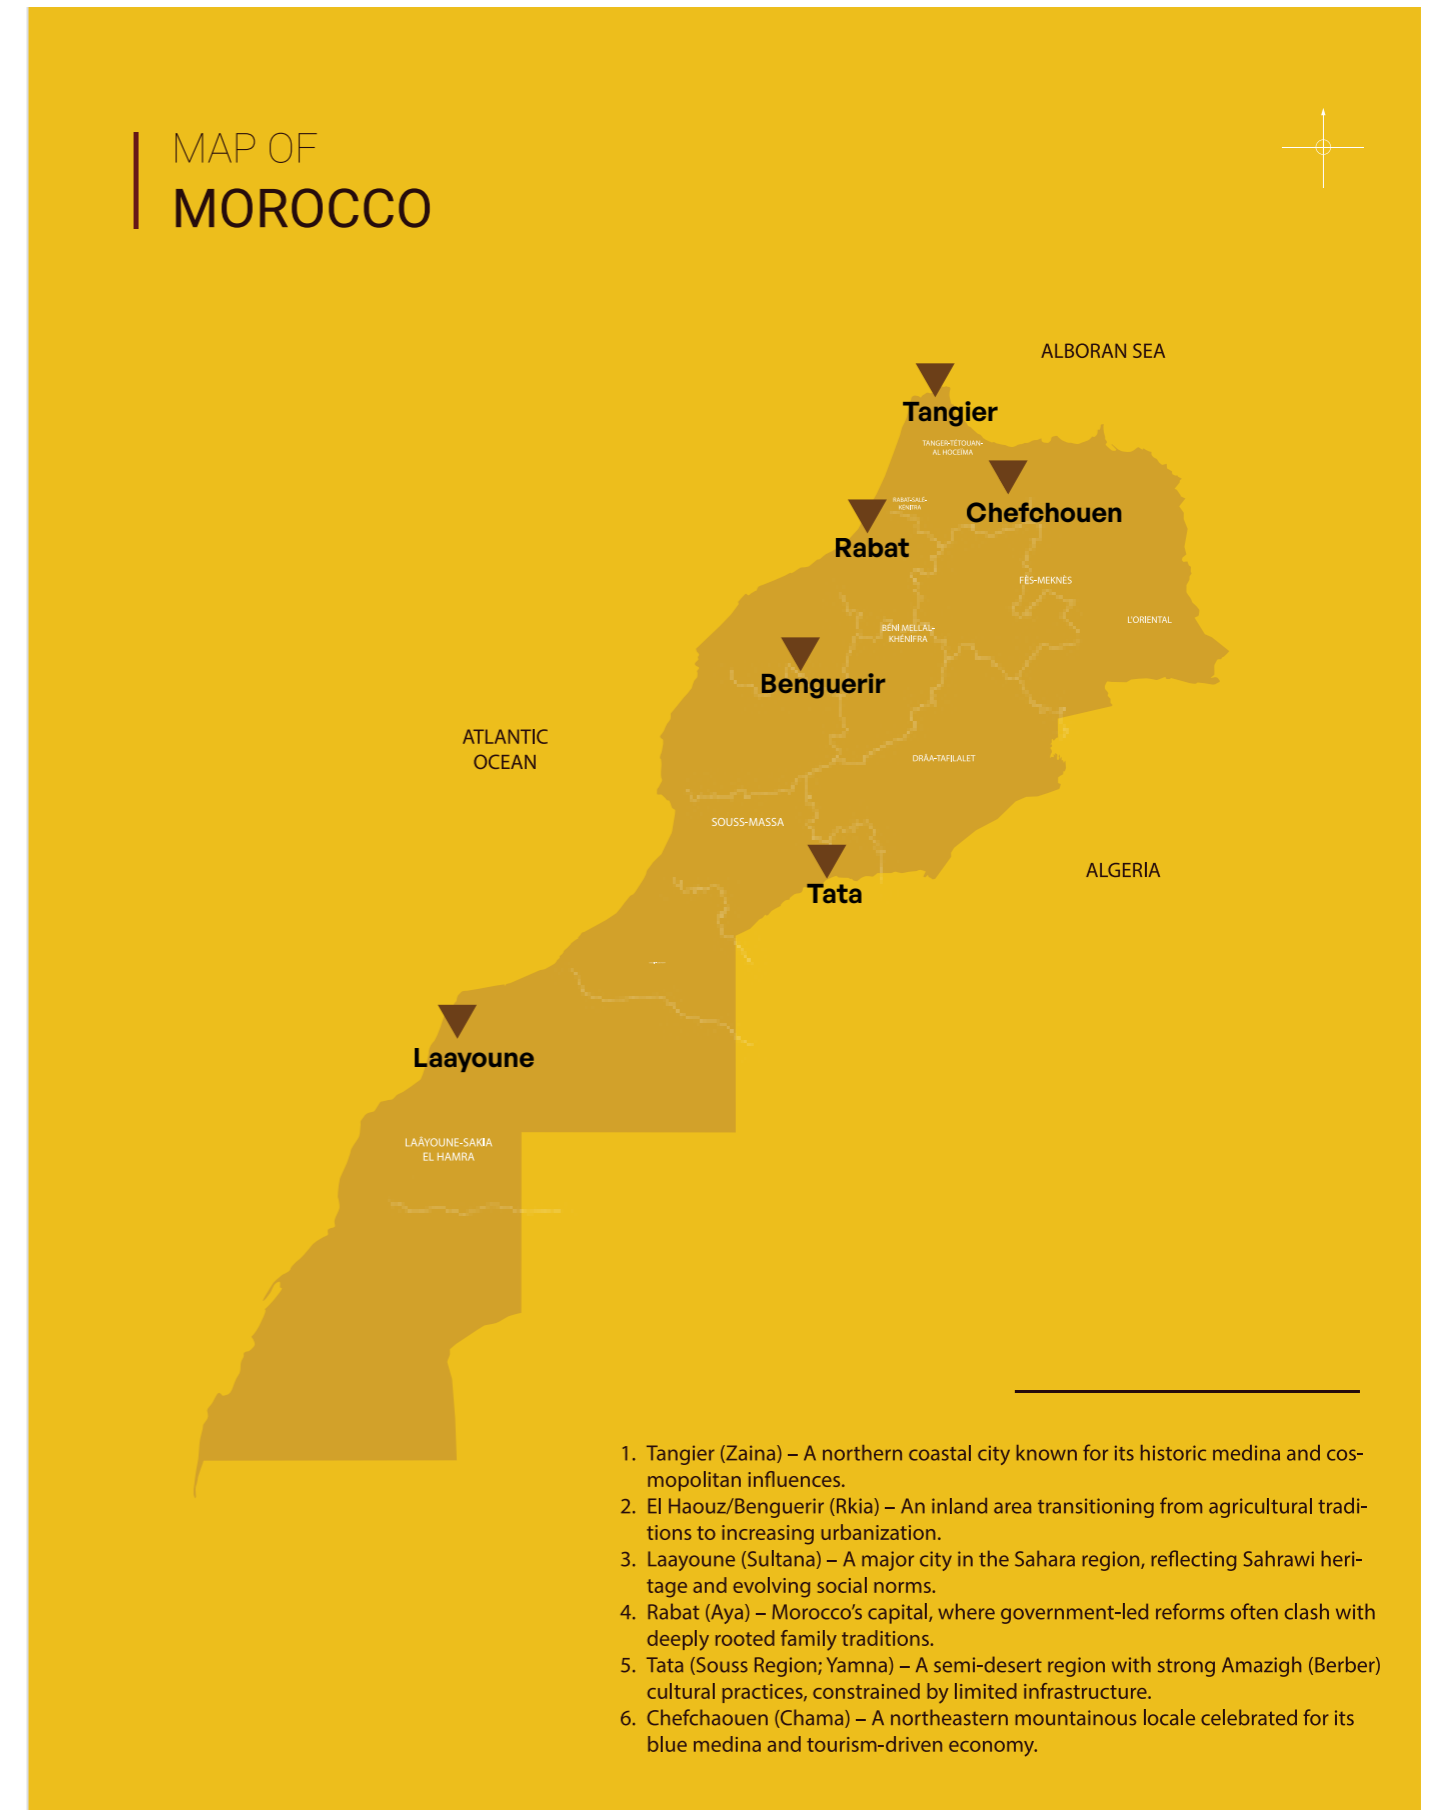 MAP OF
MOROCCO
ALBORAN SEA
Tangier
TANGER-TÉTOUAN-
AL HOCEÏMA
Chefchouen
RABAT-SALÉ-
KÉNITRA
Rabat
FÈS-MEKNÈS
L'ORIENTAL
BÉNI MELLAL-
KHÉNIFRA
Benguerir
ATLANTIC
OCEAN
DRÂA-TAFILALET
SOUSS-MASSA
ALGERIA
Tata
Laayoune
LAÂYOUNE-SAKIA
EL HAMRA
1. Tangier (Zaina) – A northern coastal city known for its historic medina and cos-
mopolitan influences.
2. El Haouz/Benguerir (Rkia) – An inland area transitioning from agricultural tradi-
tions to increasing urbanization.
3. Laayoune (Sultana) – A major city in the Sahara region, reflecting Sahrawi heri-
tage and evolving social norms.
4. Rabat (Aya) – Morocco’s capital, where government-led reforms often clash with
deeply rooted family traditions.
5. Tata (Souss Region; Yamna) – A semi-desert region with strong Amazigh (Berber)
cultural practices, constrained by limited infrastructure.
6. Chefchaouen (Chama) – A northeastern mountainous locale celebrated for its
blue medina and tourism-driven economy.